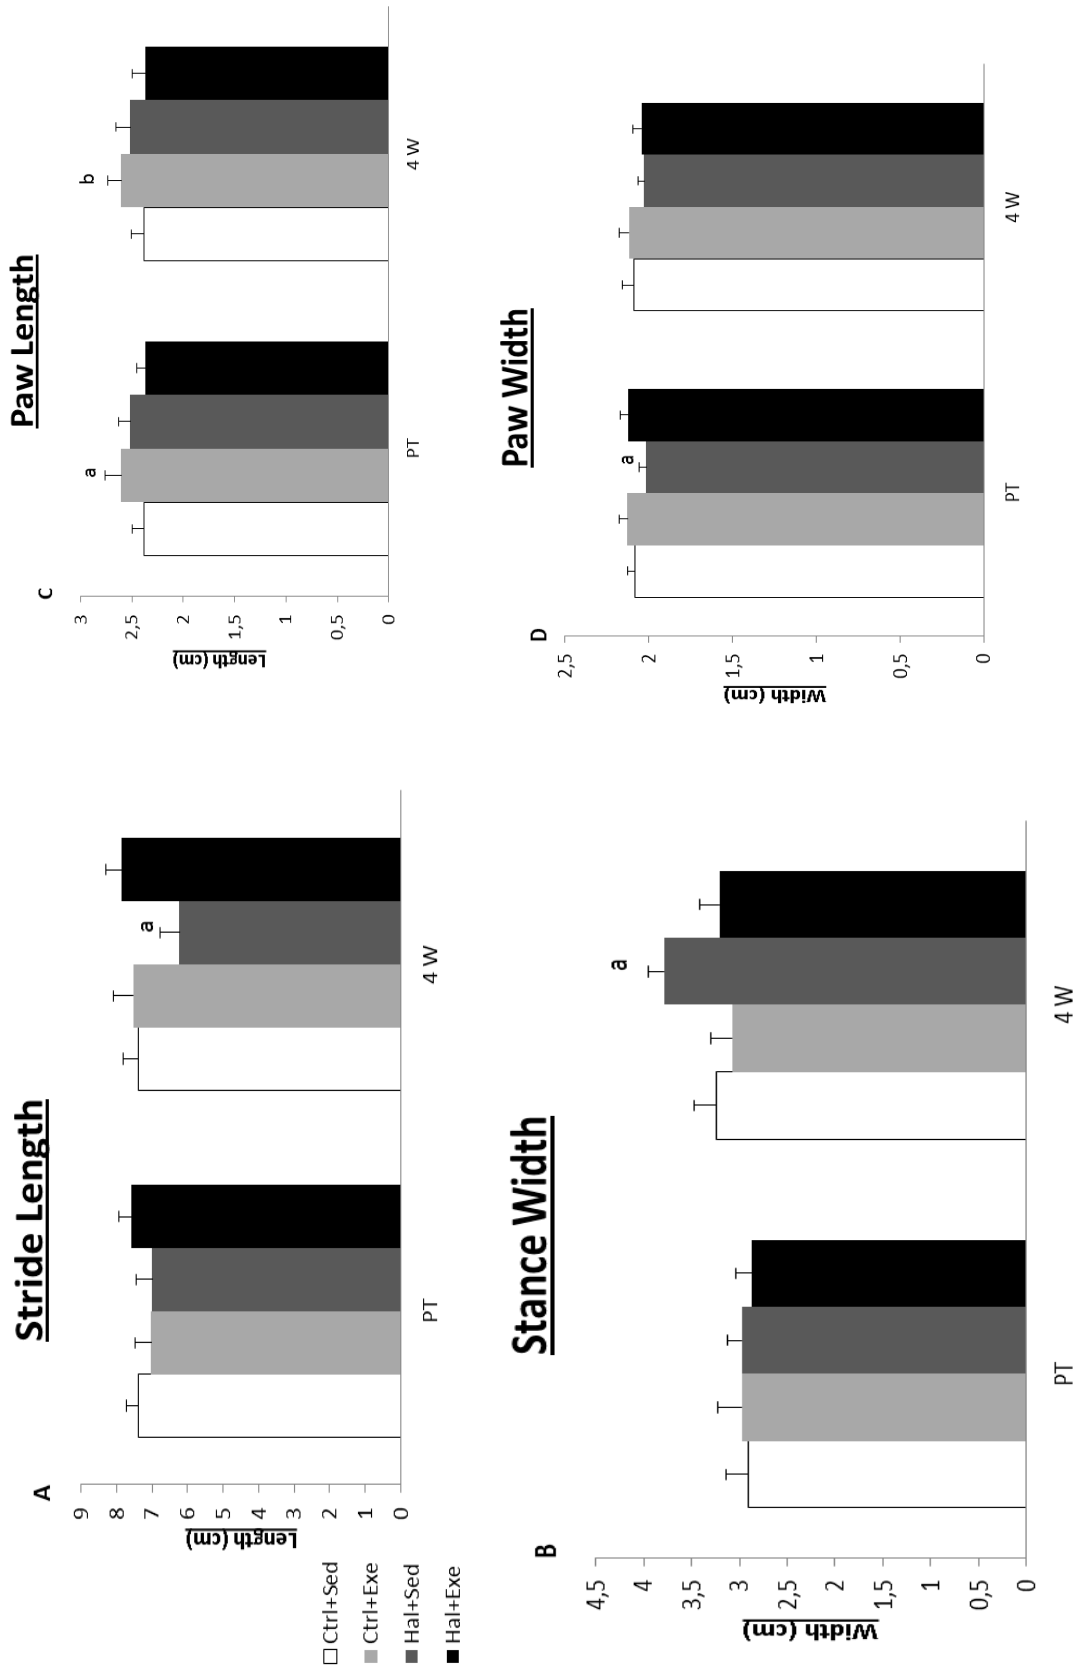 A
Stride Length
Length (cm)
9
8
7
6
5
4
3
2
1
0
a
PT
4 W
Ctrl+Sed
Ctrl+Exe
Hal+Sed
Hal+Exe
B
Stance Width
Width (cm)
4,5
4
3,5
3
2,5
2
1,5
1
0,5
0
a
PT
4 W
C
Paw Length
Length (cm)
3
2,5
2
1,5
1
0,5
0
a
b
PT
4 W
D
Paw Width
Width (cm)
2,5
2
1,5
1
0,5
0
a
PT
4 W